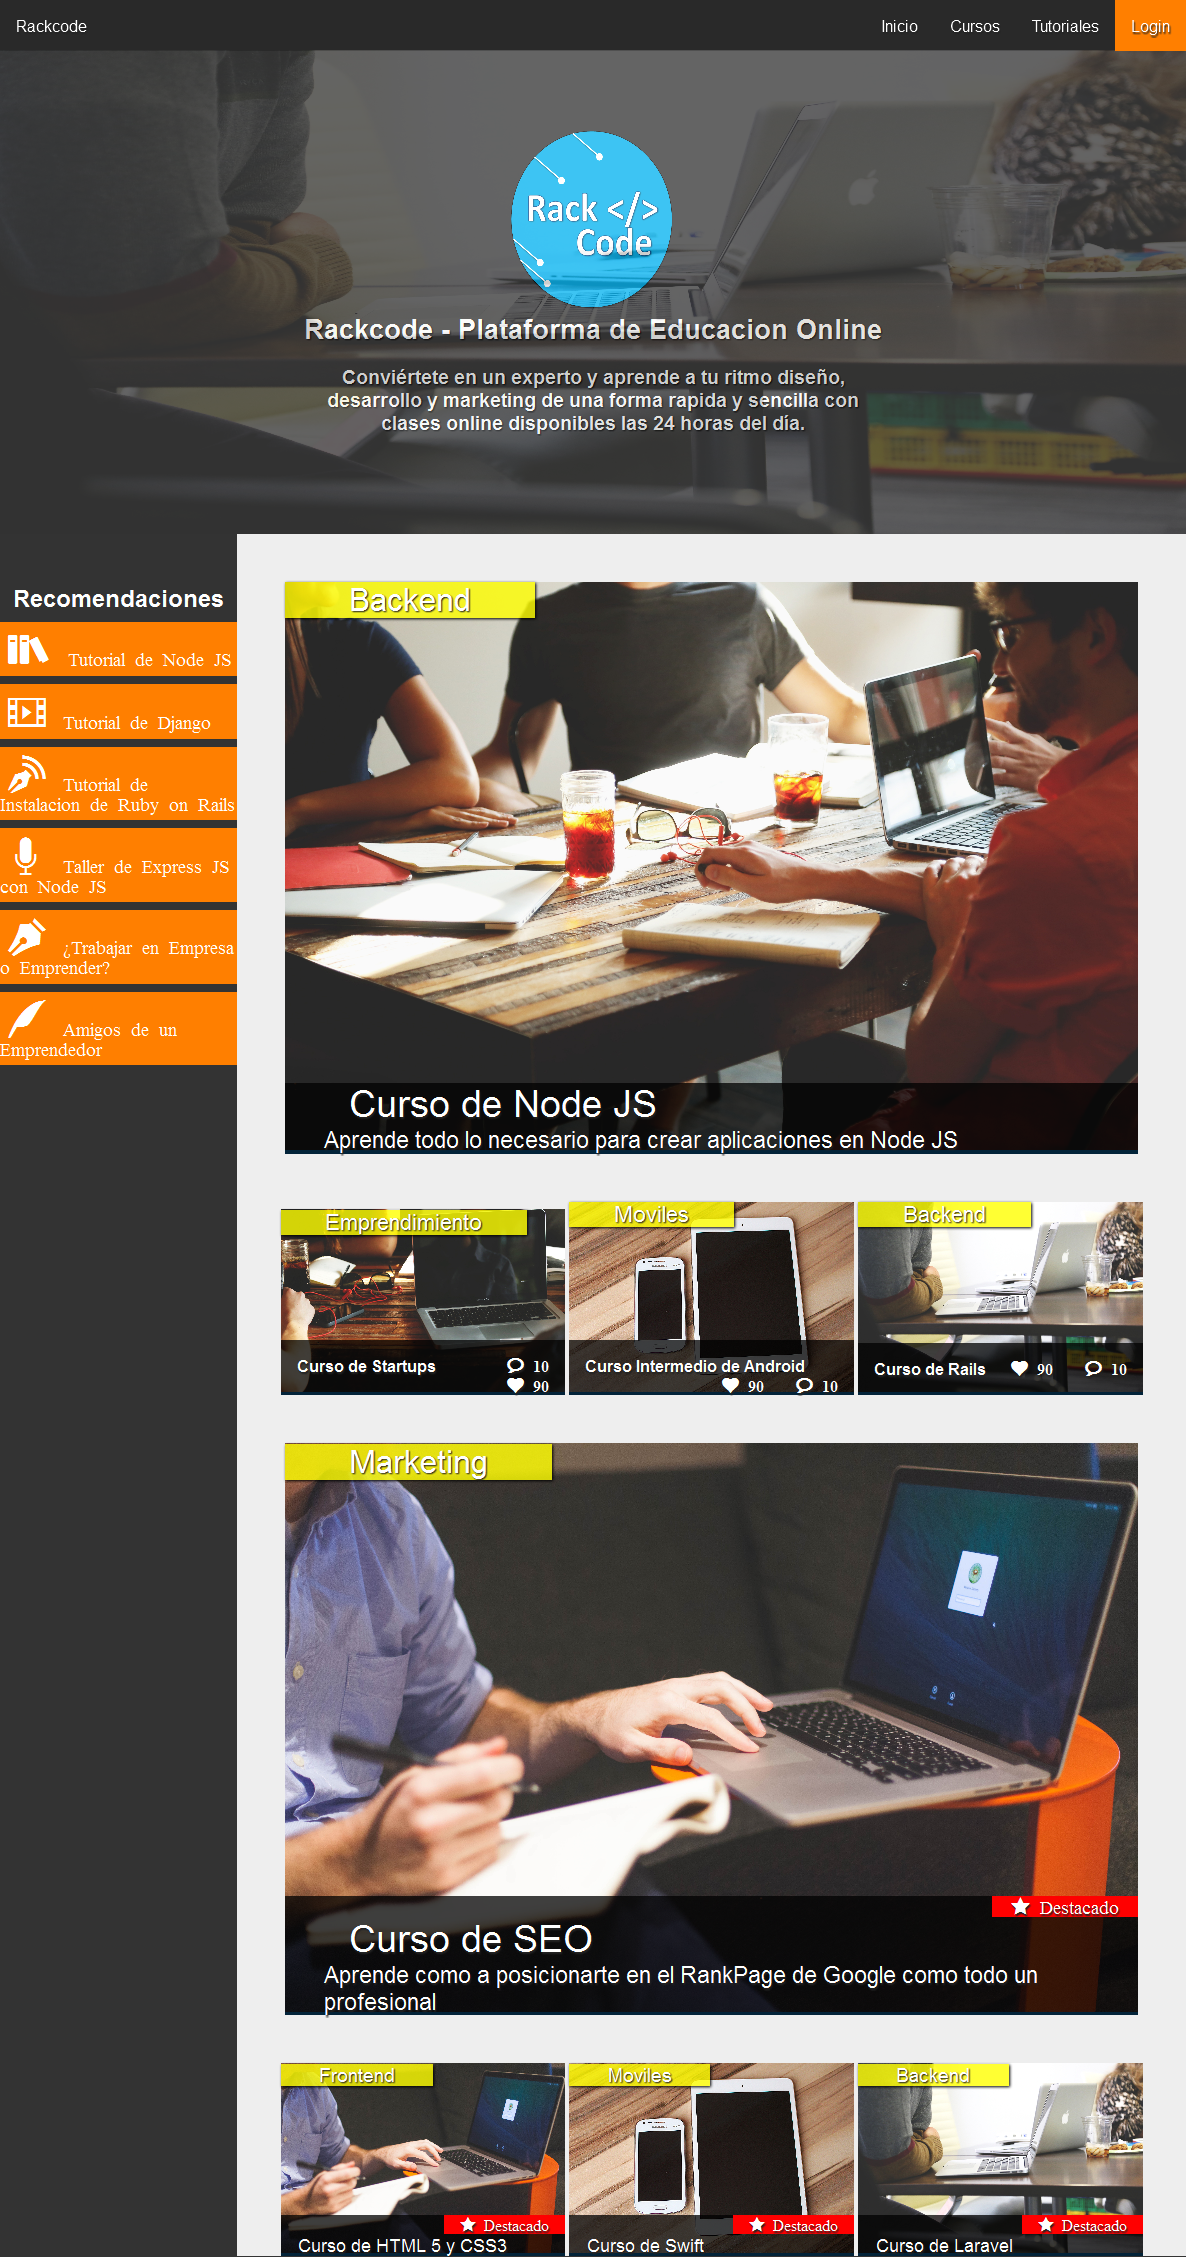 Rackcode
Inicio
Cursos
Tutoriales
Login
Rack </>
Code
Rackcode - Plataforma de Educacion Online
Conviértete en un experto y aprende a tu ritmo diseño,
desarrollo y marketing de una forma rapida y sencilla con
clases online disponibles las 24 horas del día.
Recomendaciones
Tutorial de Node JS
Tutorial de Django
Tutorial de
Instalacion de Ruby on Rails
Taller de Express JS
con Node JS
¿Trabajar en Empresa
o Emprender?
Amigos de un
Emprendedor
Backend
Curso de Node JS
Aprende todo lo necesario para crear aplicaciones en Node JS
Emprendimiento
Curso de Startups
10
90
Moviles
Curso Intermedio de Android
90
10
Backend
Curso de Rails
90
10
Marketing
Destacado
Curso de SEO
Aprende como a posicionarte en el RankPage de Google como todo un
profesional
Frontend
Destacado
Curso de HTML 5 y CSS3
Moviles
Destacado
Curso de Swift
Backend
Destacado
Curso de Laravel